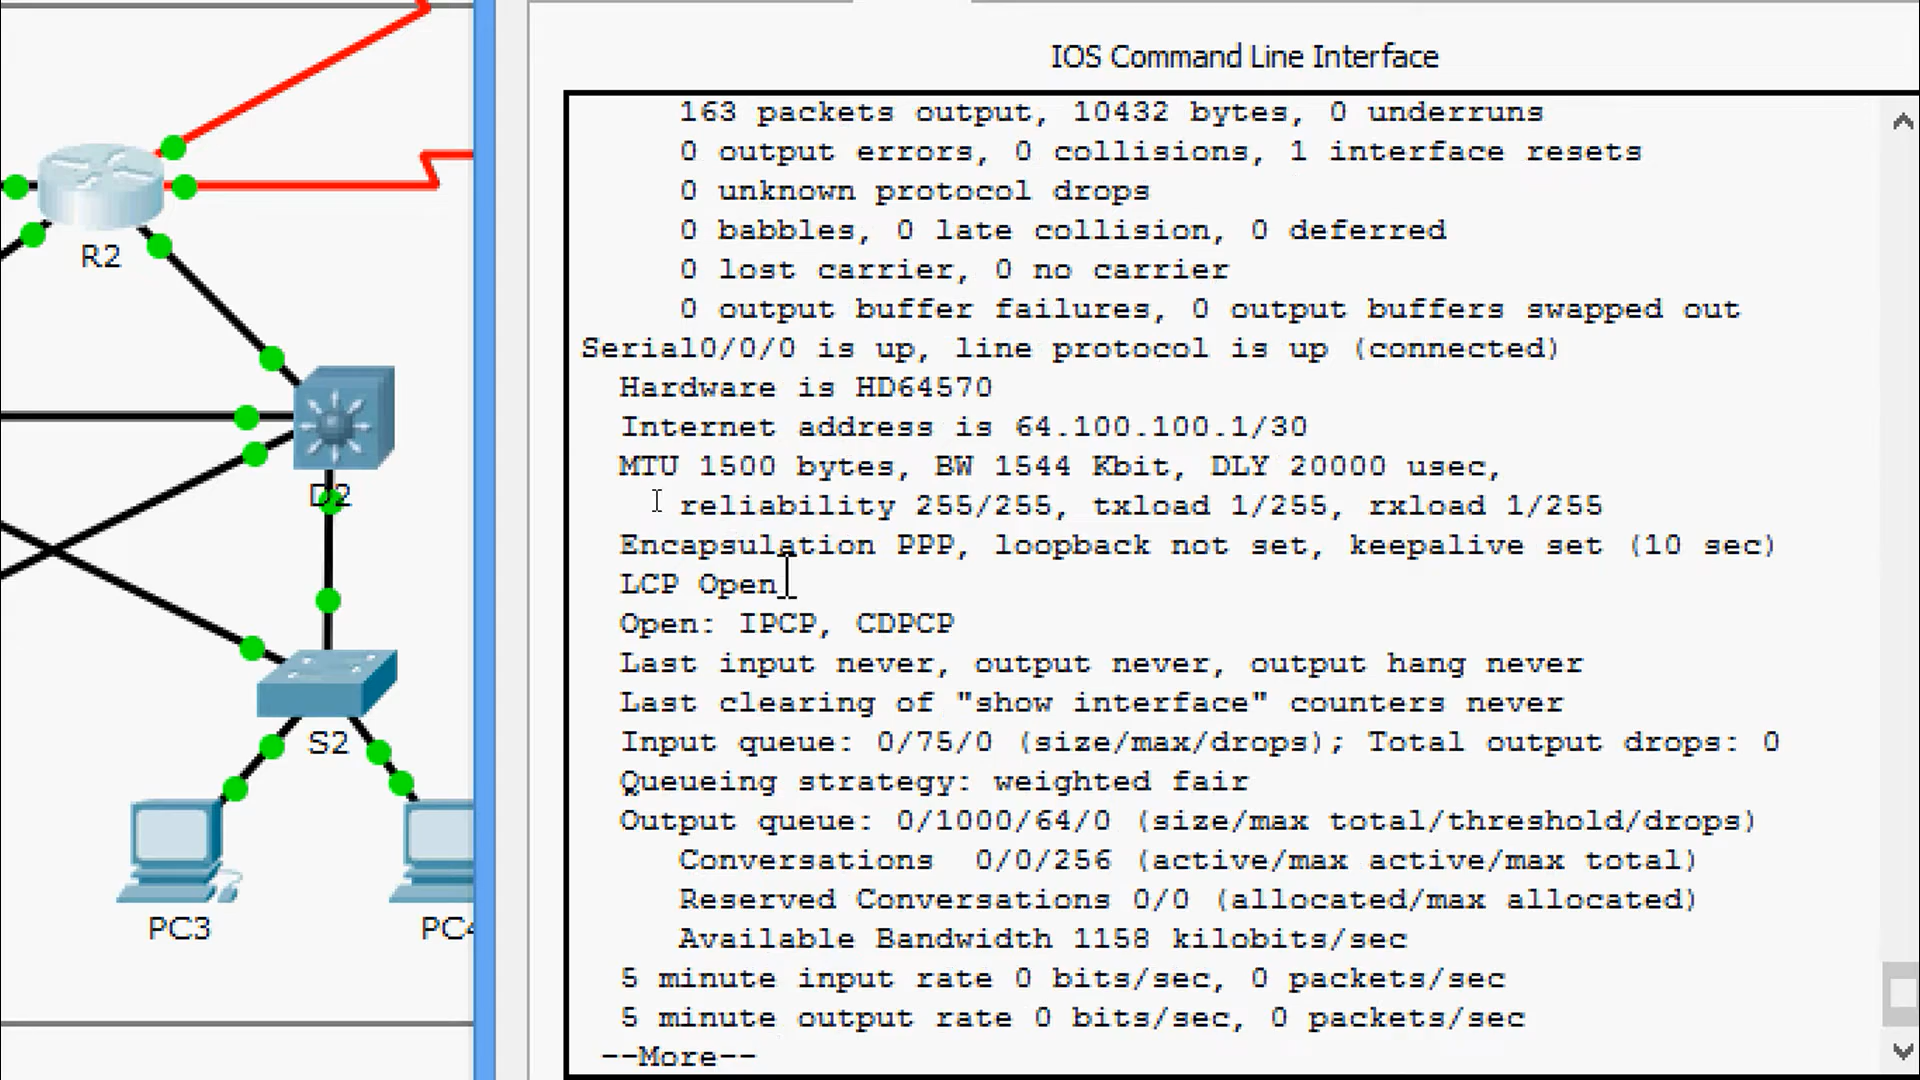 IOS Command Line Interface
163 packets output, 10432 bytes, 0 underruns
0 output errors, 0 collisions, 1 interface resets
0 unknown protocol drops
0 babbles, 0 late collision, 0 deferred
0 lost carrier, 0 no carrier
0 output buffer failures, 0 output buffers swapped out
Serial0/0/0 is up, line protocol is up (connected)
Hardware is HD64570
Internet address is 64.100.100.1/30
MTU 1500 bytes, BW 1544 Kbit, DLY 20000 usec,
reliability 255/255, txload 1/255, rxload 1/255
Encapsulation PPP, loopback not set, keepalive set (10 sec)
LCP Open
Open: IPCP, CDPCP
Last input never, output never, output hang never
Last clearing of "show interface" counters never
Input queue: 0/75/0 (size/max/drops); Total output drops: 0
Queueing strategy: weighted fair
Output queue: 0/1000/64/0 (size/max total/threshold/drops)
Conversations  0/0/256 (active/max active/max total)
Reserved Conversations 0/0 (allocated/max allocated)
Available Bandwidth 1158 kilobits/sec
5 minute input rate 0 bits/sec, 0 packets/sec
5 minute output rate 0 bits/sec, 0 packets/sec
--More--
R2
D2
S2
PC3
PC4